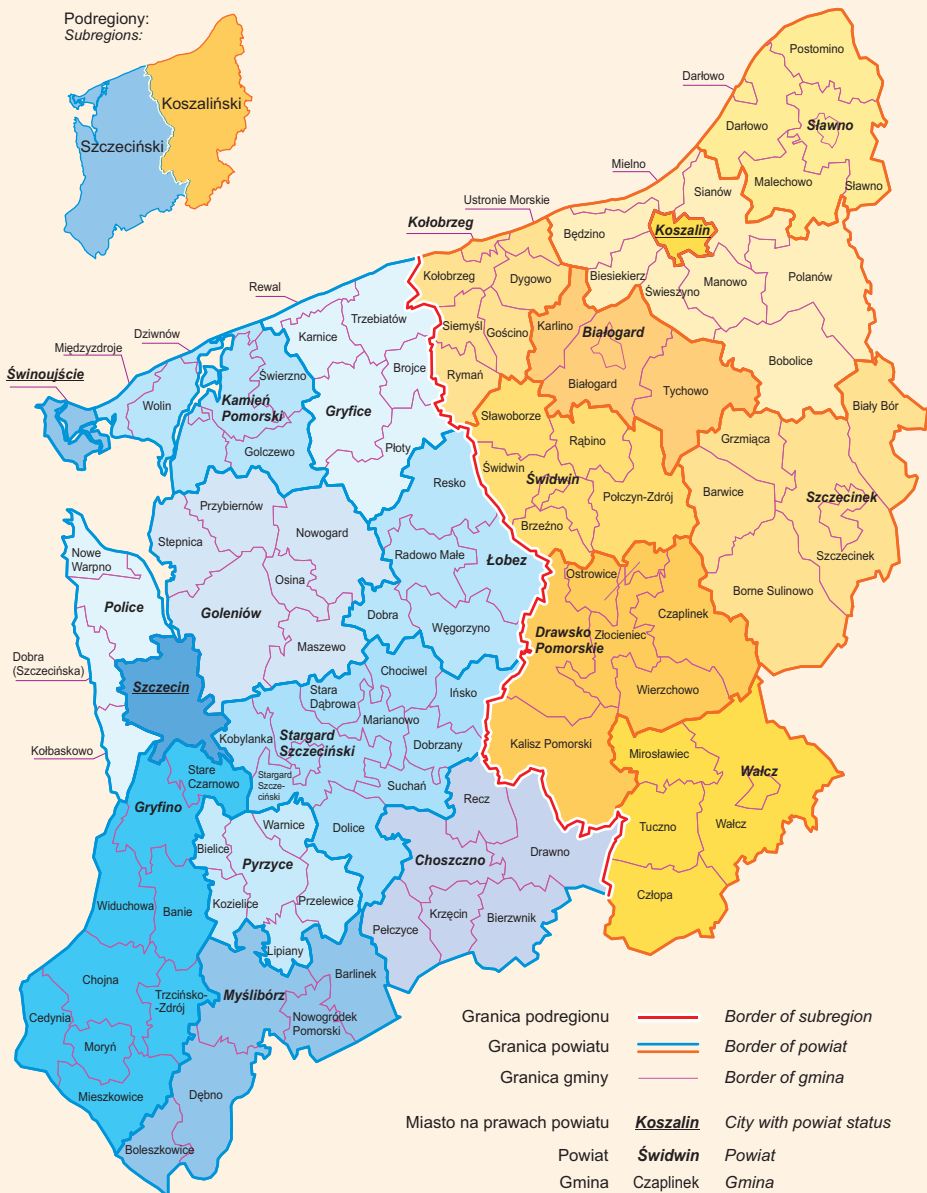 Podregiony:
Subregions:
Koszaliński
Szczeciński
Postomino
Darłowo
Darłowo
Sławno
Mielno
Sianów
Malechowo
Sławno
Ustronie Morskie
Kołobrzeg
Będzino
Koszalin
Kołobrzeg
Dygowo
Biesiekierz
Świeszyno
Manowo
Polanów
Rewal
Trzebiatów
Karnice
Siemyśl
Gościno
Karlino
Białogard
Dziwnów
Międzyzdroje
Świnoujście
Świerzno
Brojce
Rymań
Białogard
Tychowo
Bobolice
Wolin
Kamień
Pomorski
Gryfice
Sławoborze
Biały Bór
Golczewo
Płoty
Świdwin
Rąbino
Grzmiąca
Świdwin
Resko
Połczyn-Zdrój
Barwice
Szczecinek
Przybiernów
Nowogard
Brzeżno
Stepnica
Radowo Małe
Łobez
Szczecinek
Nowe
Warpno
Osina
Ostrowice
Borne Sulinowo
Police
Goleniów
Dobra
Węgorzyno
Czaplinek
Drawsko
Pomorskie
Złocieniec
Maszewo
Dobra
(Szczecińska)
Szczecin
Chociwel
Stara
Dąbrowa
Ińsko
Wierzchowo
Marianowo
Kołbaskowo
Kobylanka
Stargard
Szczeciński
Dobrzany
Kalisz Pomorski
Mirosławiec
Wałcz
Stare
Czarnowo
Stargard
Szcze-
ciński
Suchań
Gryfino
Recz
Warnice
Dolice
Tuczno
Wałcz
Bielice
Pyrzyce
Choszczno
Drawno
Widuchowa
Banie
Kozielice
Przelewice
Człopa
Krzęcin
Bierzwnik
Pełczyce
Lipiany
Chojna
Trzcińsko-
-Zdrój
Myślibórz
Barlinek
Cedynia
Nowogródek
Pomorski
Moryń
Mieszkowice
Dębno
Boleszkowice
Granica podregionu Border of subregion
Granica powiatu Border of powiat
Granica gminy Border of gmina
Miasto na prawach powiatu Koszalin City with powiat status
Powiat Świdwin Powiat
Gmina Czaplinek Gmina